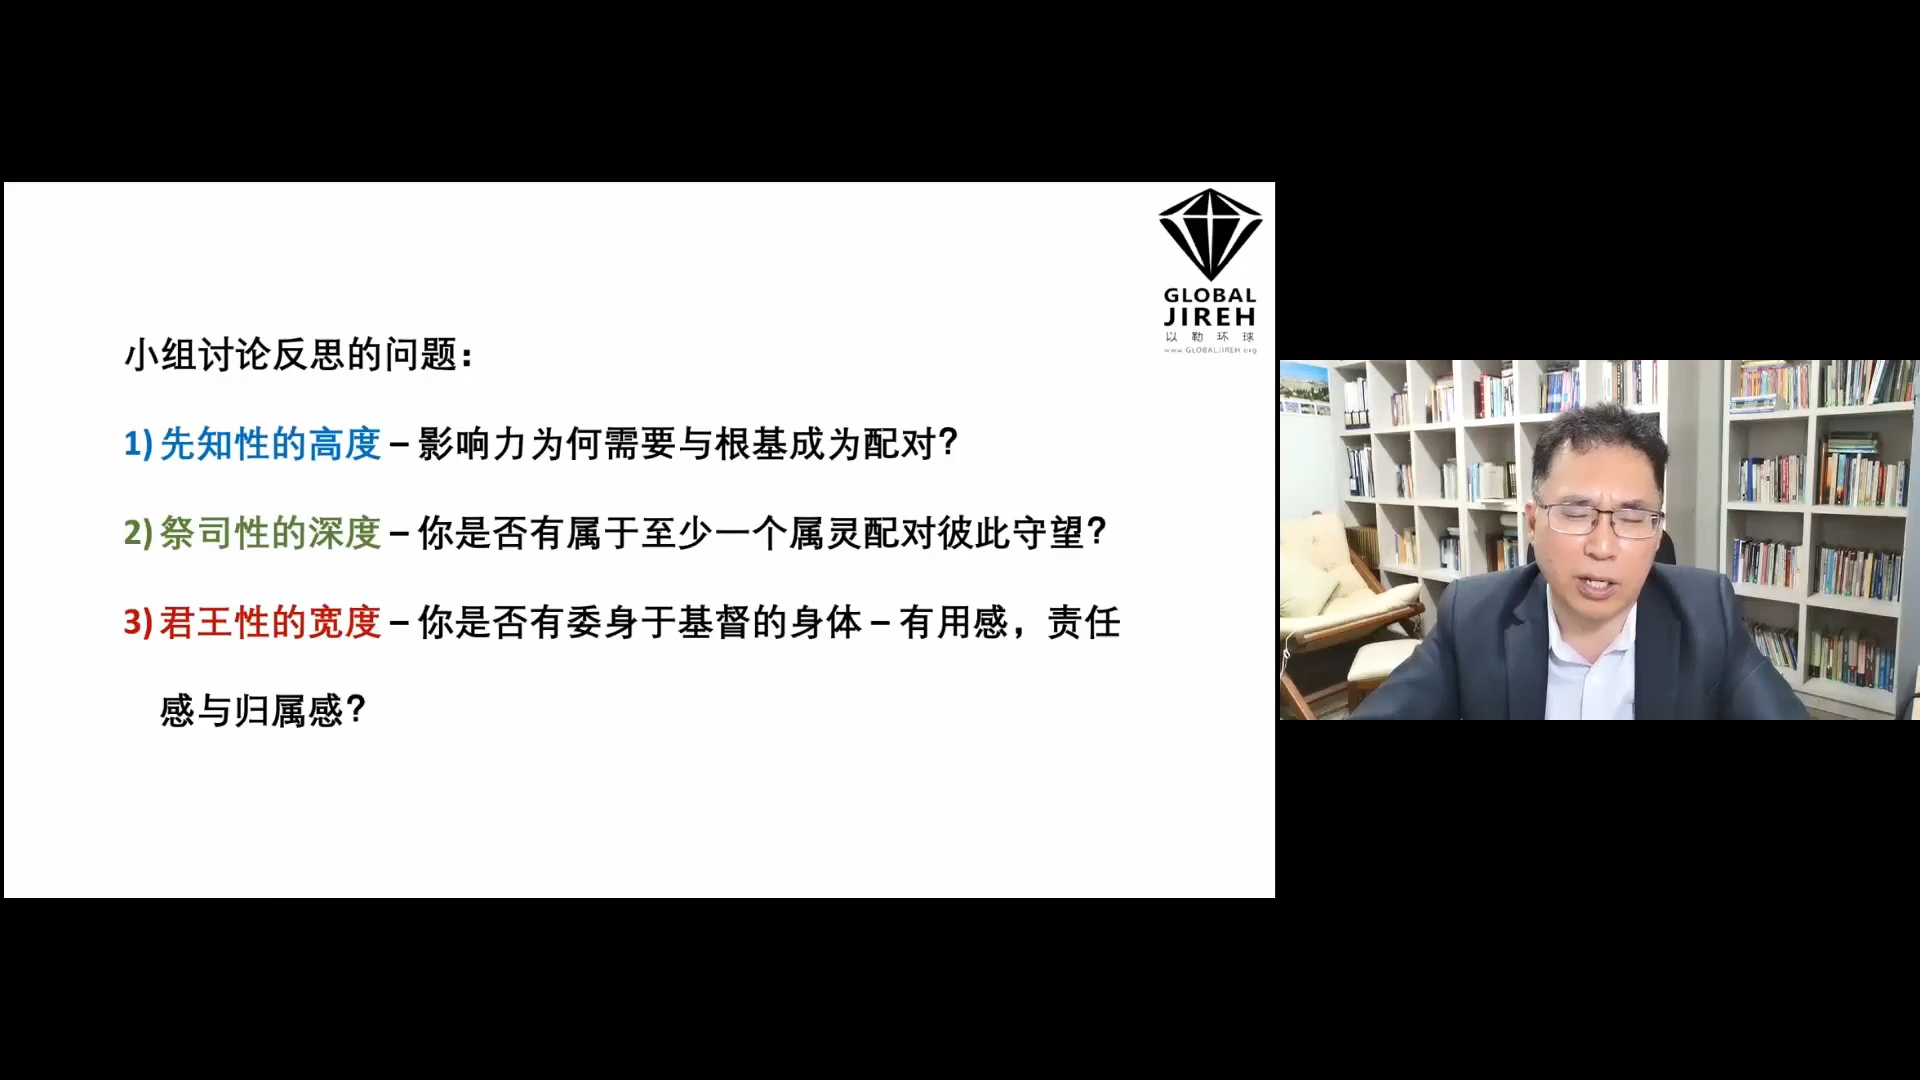 GLOBAL
JIREH
以勒环球
www.GLOBALJIREH.org
小组讨论反思的问题：
1) 先知性的高度 – 影响力为何需要与根基成为配对？
2) 祭司性的深度 – 你是否有属于至少一个属灵配对彼此守望？
3) 君王性的宽度 – 你是否有委身于基督的身体 – 有用感，责任
感与归属感？